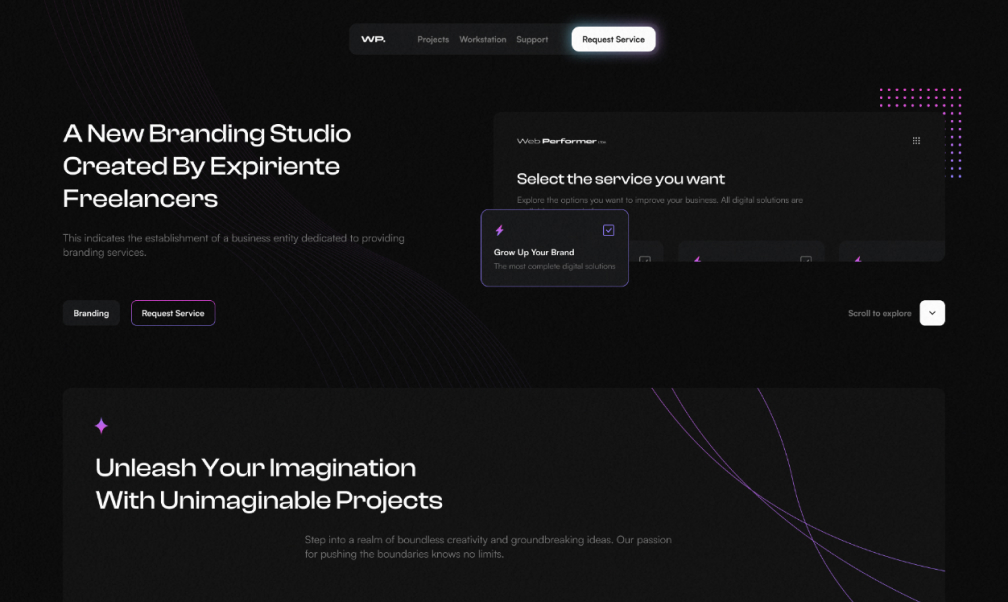 WP.
Projects
Workstation
Support
Request Service
A New Branding Studio
Created By Expiriente
Freelancers
This indicates the establishment of a business entity dedicated to providing
branding services.
Branding
Request Service
Web Performer
Select the service you want
Explore the options you want to improve your business. All digital solutions are
Grow Up Your Brand
The most complete digital solutions
Scroll to explore
Unleash Your Imagination
With Unimaginable Projects
Step into a realm of boundless creativity and groundbreaking ideas. Our passion
for pushing the boundaries knows no limits.